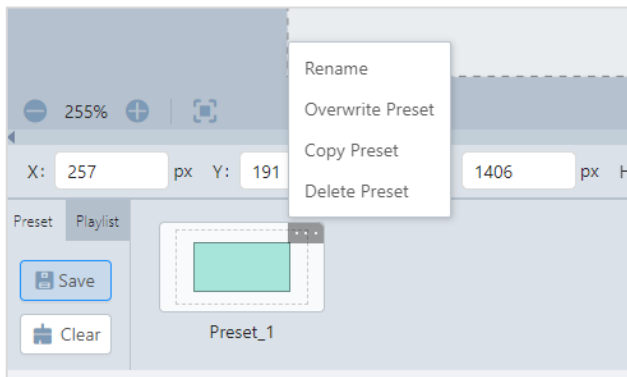 Rename
Overwrite Preset
255%
Copy Preset
X: 257 px Y: 191 1406 px H
Delete Preset
Preset Playlist
Save
Clear
Preset_1